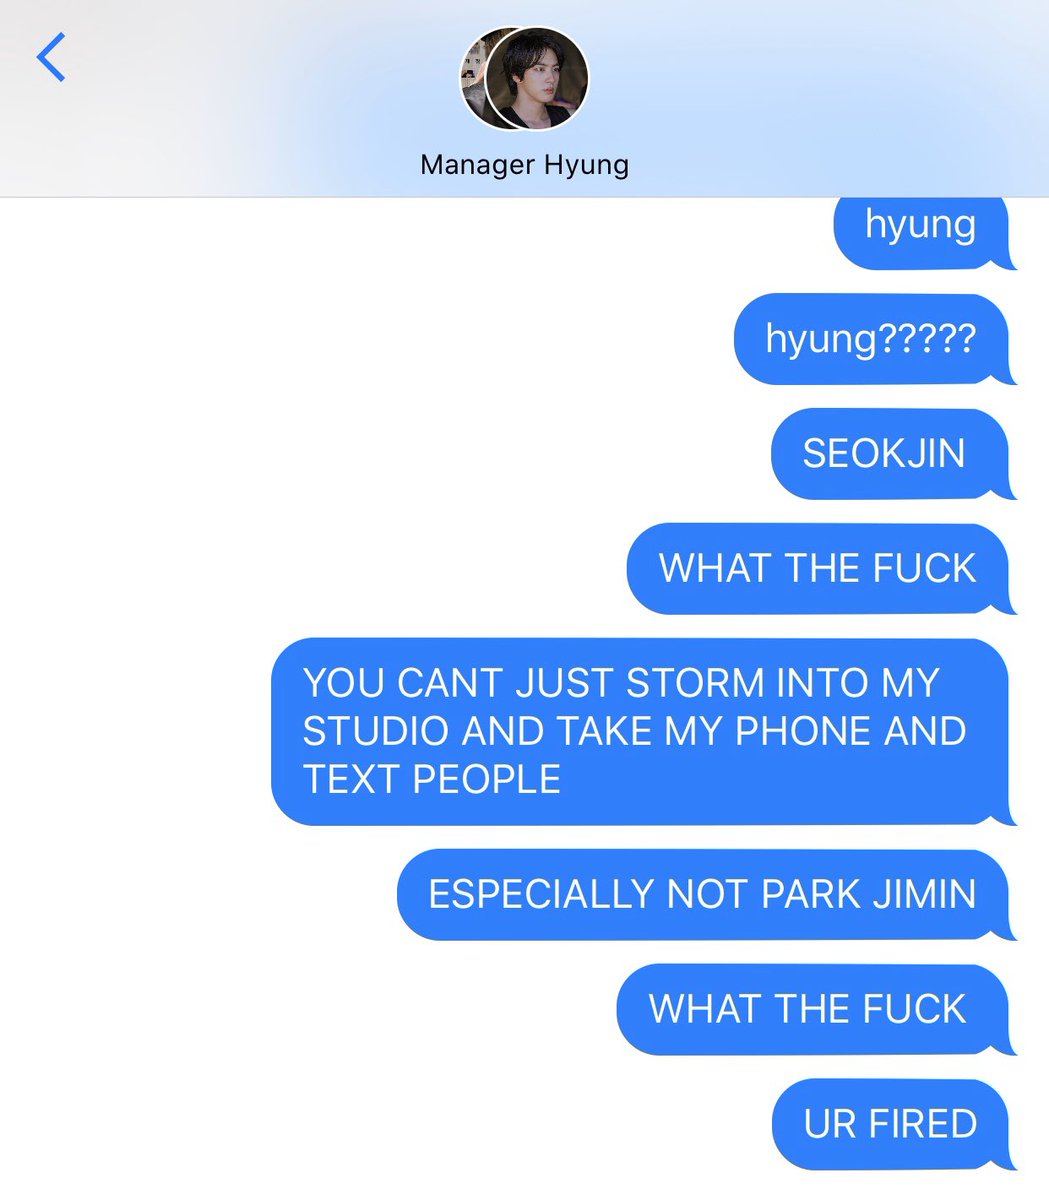 Manager Hyung
hyung
hyung?????
SEOKJIN
WHAT THE FUCK
YOU CANT JUST STORM INTO MY
STUDIO AND TAKE MY PHONE AND
TEXT PEOPLE
ESPECIALLY NOT PARK JIMIN
WHAT THE FUCK
UR FIRED